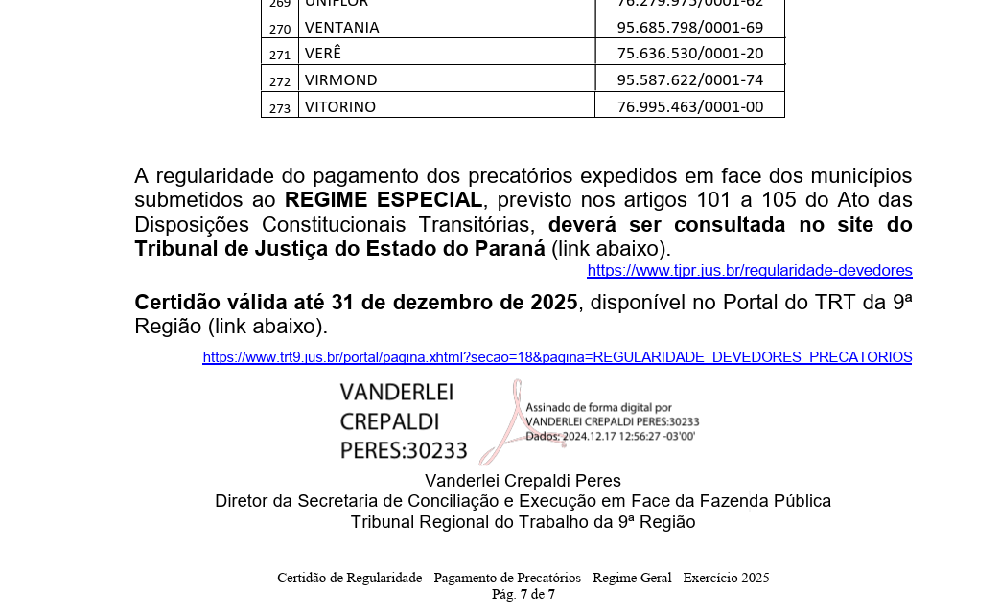 269 UNIFLOR 76.279.975/0001-62
270 VENTANIA 95.685.798/0001-69
271 VERÊ 75.636.530/0001-20
272 VIRMOND 95.587.622/0001-74
273 VITORINO 76.995.463/0001-00
A regularidade do pagamento dos precatórios expedidos em face dos municípios
submetidos ao REGIME ESPECIAL, previsto nos artigos 101 a 105 do Ato das
Disposições Constitucionais Transitórias, deverá ser consultada no site do
Tribunal de Justiça do Estado do Paraná (link abaixo).
https://www.tjpr.jus.br/regularidade-devedores
Certidão válida até 31 de dezembro de 2025, disponível no Portal do TRT da 9ª
Região (link abaixo).
https://www.trt9.jus.br/portal/pagina.xhtml?secao=18&pagina=REGULARIDADE_DEVEDORES_PRECATORIOS
VANDERLEI
CREPALDI
PERES:30233
Assinado de forma digital por
VANDERLEI CREPALDI PERES:30233
Dados: 2024.12.17 12:56:27 -03'00'
Vanderlei Crepaldi Peres
Diretor da Secretaria de Conciliação e Execução em Face da Fazenda Pública
Tribunal Regional do Trabalho da 9ª Região
Certidão de Regularidade - Pagamento de Precatórios - Regime Geral - Exercício 2025
Pág. 7 de 7